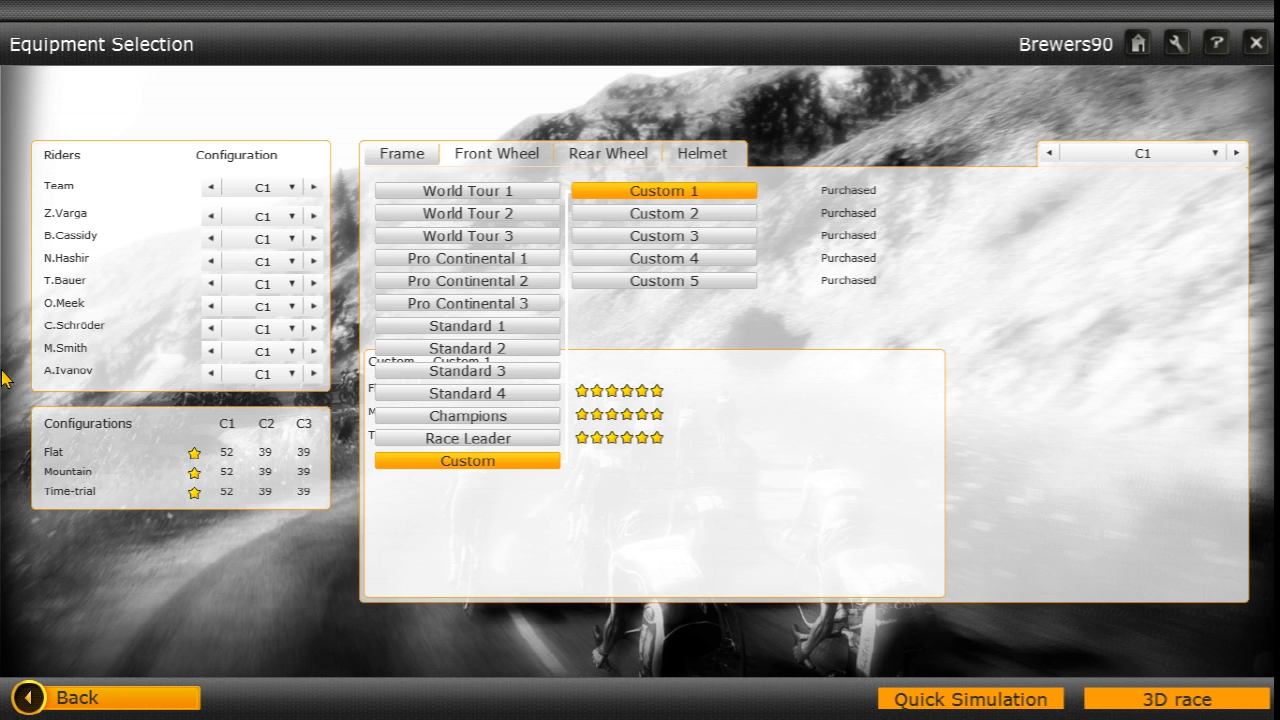 Equipment Selection Brewers90
Riders Configuration
Team C1
Z.Varga C1
B.Cassidy C1
N.Hashir C1
T.Bauer C1
O.Meek C1
C.Schröder C1
M.Smith C1
A.Ivanov C1
Configurations C1 C2 C3
Flat 52 39 39
Mountain 52 39 39
Time-trial 52 39 39
Frame Front Wheel Rear Wheel Helmet C1
World Tour 1 Custom 1 Purchased
World Tour 2 Custom 2 Purchased
World Tour 3 Custom 3 Purchased
Pro Continental 1 Custom 4 Purchased
Pro Continental 2 Custom 5 Purchased
Pro Continental 3
Standard 1
Standard 2
Custom Custom 1
Standard 3
Standard 4
Champions
Race Leader
Custom
Back Quick Simulation 3D race